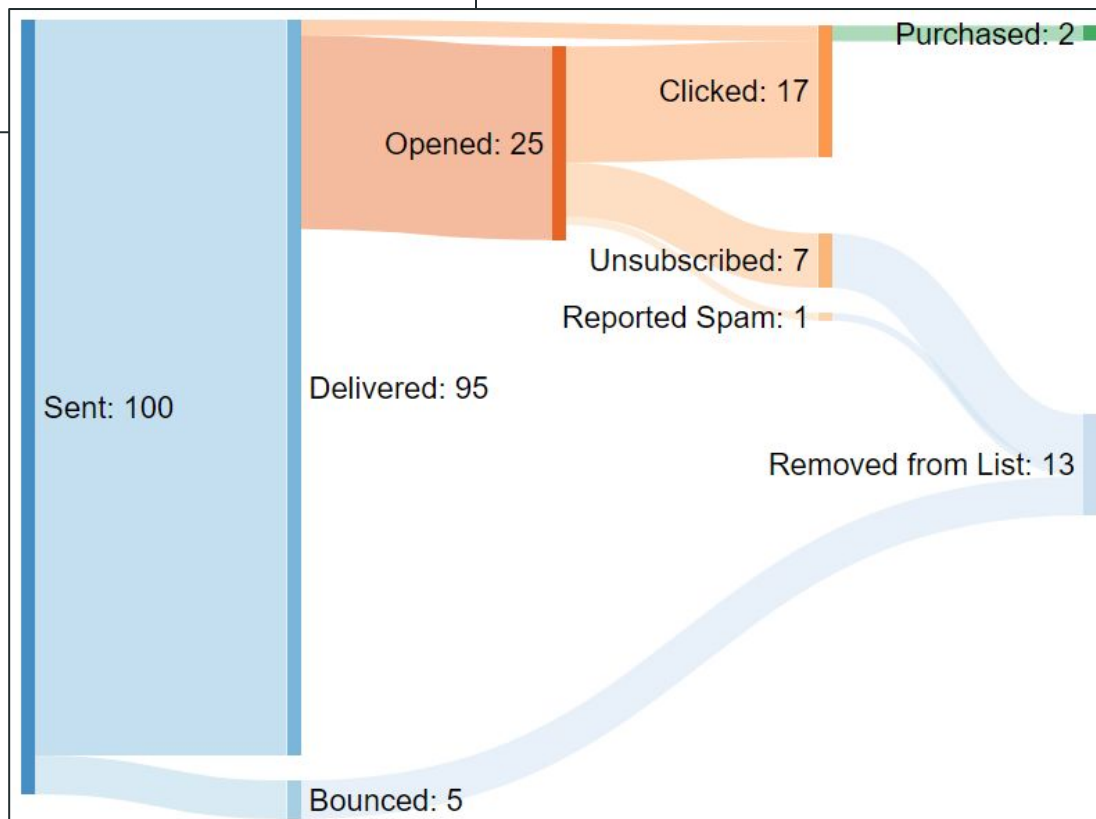 Purchased: 2
Clicked: 17
Opened: 25
Unsubscribed: 7
Reported Spam: 1
Delivered: 95
Sent: 100
Removed from List: 13
Bounced: 5